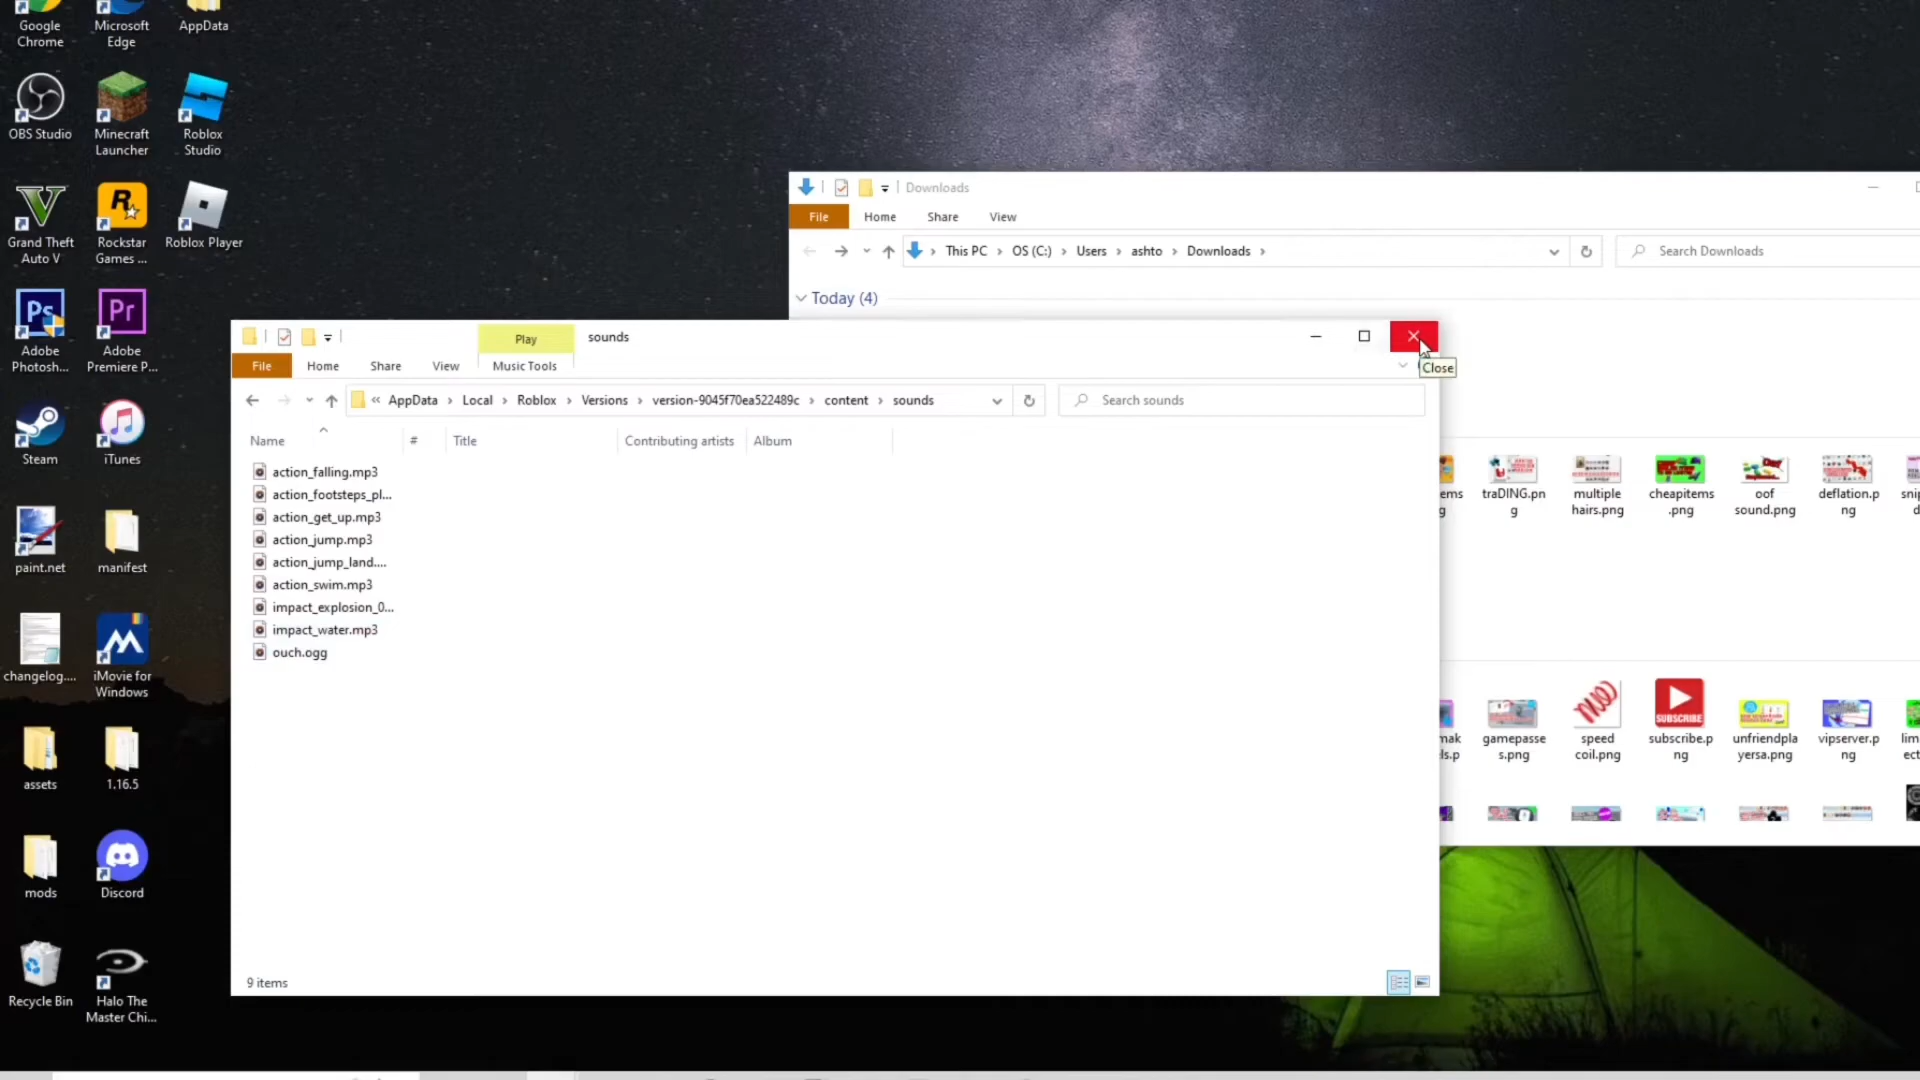 Google
Chrome
Microsoft
Edge
AppData
OBS Studio
Minecraft
Launcher
Roblox
Studio
Grand Theft
Auto V
Rockstar
Games ...
Roblox Player
Adobe
Photosh...
Adobe
Premiere P...
Steam
iTunes
paint.net
manifest
changelog....
iMovie for
Windows
assets
1.16.5
mods
Discord
Recycle Bin
Halo The
Master Chi...
Downloads
File
Home
Share
View
This PC
OS (C:)
Users
ashto
Downloads
Search Downloads
Today (4)
Play
sounds
File
Home
Share
View
Music Tools
Close
AppData
Local
Roblox
Versions
version-9045f70ea522489c
content
sounds
Search sounds
Name
#
Title
Contributing artists
Album
action_falling.mp3
action_footsteps_pl...
action_get_up.mp3
action_jump.mp3
action_jump_land....
action_swim.mp3
impact_explosion_0...
impact_water.mp3
ouch.ogg
9 items
traDING.pn
g
multiple
hairs.png
cheapitems
.png
oof
sound.png
deflation.p
ng
gamepasse
s.png
speed
coil.png
SUBSCRIBE
subscribe.p
ng
unfriendpla
yersa.png
vipserver.p
ng